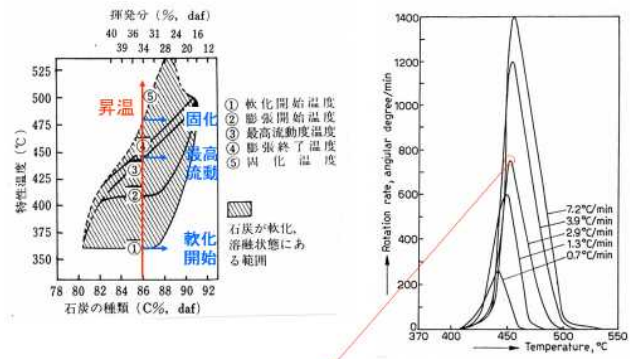 揮発分(%, daf)
40 36 31 24 16
39 34 28 20 12
525
500
475
450
425
400
375
350
特性温度(℃)
昇温
⑤
④
③
②
①
固化
最高
流動
軟化
開始
① 軟化開始温度
② 膨張開始温度
③ 最高流動度温度
④ 膨張終了温度
⑤ 固化温度
石炭が軟化,
溶融状態にあ
る範囲
78 80 82 84 86 88 90 92 94
石炭の種類(C%, daf)
1400
1200
1000
800
600
400
200
0
Rotation rate, angular degree/min
7.2°C/min
3.9°C/min
2.9°C/min
1.3°C/min
0.7°C/min
370 400 450 500 550
Temperature, °C